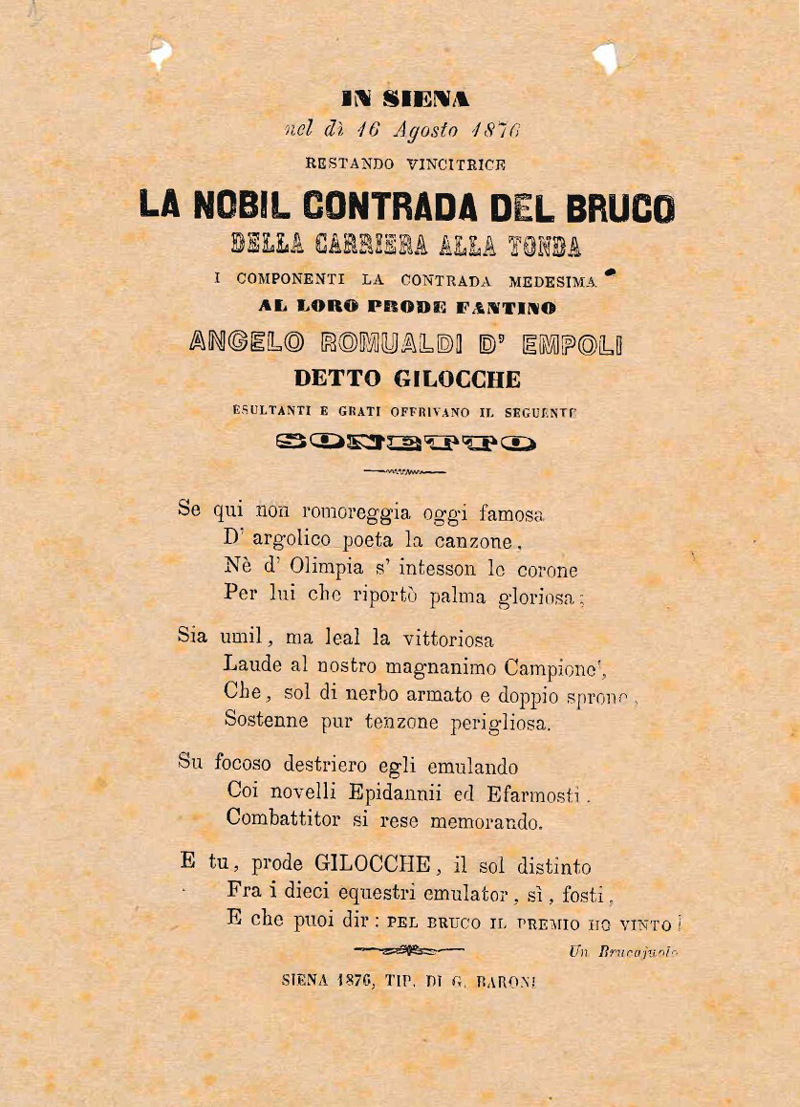 IN SIENA
nel dì 16 Agosto 1876
RESTANDO VINCITRICE
LA NOBIL CONTRADA DEL BRUCO
DELLA CARRIERA ALLA TONDA
I COMPONENTI LA CONTRADA MEDESIMA
AL LORO PRODE FANTINO
ANGELO ROMUALDI D' EMPOLI
DETTO GILOCCHE
ESULTANTI E GRATI OFFRIVANO IL SEGUENTE
SONETTO
Se qui non romoreggia oggi famosa
D' argolico poeta la canzone,
Nè d' Olimpia s' intesson le corone
Per lui che riportò palma gloriosa;
Sia umil, ma leal la vittoriosa
Laude al nostro magnanimo Campione,
Che, sol di nerbo armato e doppio sprone,
Sostenne pur tenzone perigliosa.
Su focoso destriero egli emulando
Coi novelli Epidannii ed Efarmosti.
Combattitor si rese memorando.
E tu, prode GILOCCHE, il sol distinto
Fra i dieci equestri emulator, sì, fosti,
E che puoi dir: PEL BRUCO IL PREMIO HO VINTO!
Un Brucajuolo
SIENA 1876, TIP. DI G. BARONI